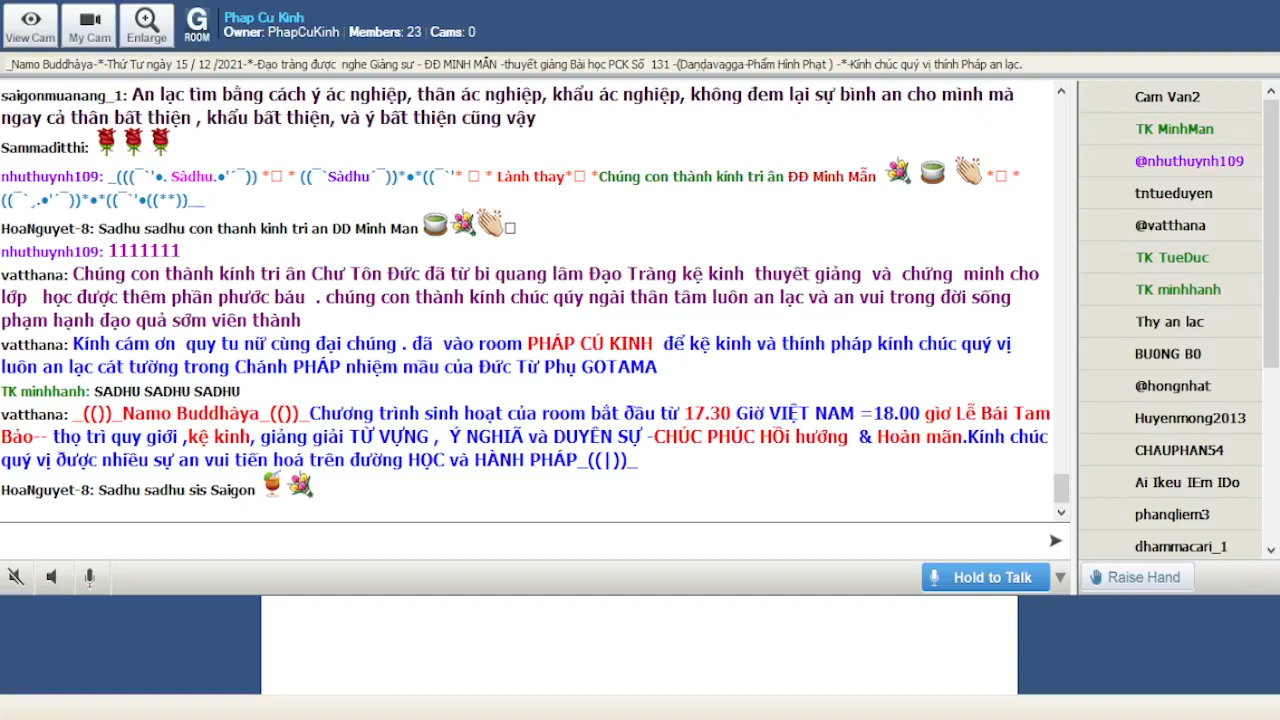 View Cam
My Cam
Enlarge
G
ROOM
Phap Cu Kinh
Owner: PhapCuKinh | Members: 23 | Cams: 0
_Namo Buddhàya-*-Thứ Tư ngày 15 / 12 /2021-*-Đạo tràng được nghe Giảng sư - ĐĐ MINH MẪN -thuyết giảng Bài học PCK Số 131 -(Daṇḍavagga-Phẩm Hình Phạt ) -*-Kính chúc quý vị thính Pháp an lạc.
saigonmuanang_1: An lạc tìm bằng cách ý ác nghiệp, thân ác nghiệp, khẩu ác nghiệp, không đem lại sự bình an cho mình mà
ngay cả thân bất thiện , khẩu bất thiện, và ý bất thiện cũng vậy
Sammadìtthi:
nhuthuynh109: _(((¯`'•. Sàdhu.•'´¯)) *□ * ((¯`Sàdhu´¯))*•*((¯`'* □ * Lành thay*□ *Chúng con thành kính tri ân ĐĐ Minh Mẫn *□ *
((¯`¸.•'´¯))*•*((¯`'•((**))__
HoaNguyet-8: Sadhu sadhu con thanh kinh tri an DD Minh Man □
nhuthuynh109: 1111111
vatthana: Chúng con thành kính tri ân Chư Tôn Đức đã từ bi quang lâm Đạo Tràng kệ kinh thuyết giảng và chứng minh cho
lớp học được thêm phần phước báu . chúng con thành kính chúc qúy ngài thân tâm luôn an lạc và an vui trong đời sống
phạm hạnh đạo quả sớm viên thành
vatthana: Kính cám ơn quy tu nữ cùng đại chúng . đã vào room PHÁP CÚ KINH để kệ kinh và thính pháp kính chúc quý vị
luôn an lạc cát tường trong Chánh PHÁP nhiệm mầu của Đức Từ Phụ GOTAMA
TK minhhanh: SADHU SADHU SADHU
vatthana: _(())_Namo Buddhàya_(())_Chương trình sinh hoạt của room bắt đầu từ 17.30 Giờ VIỆT NAM =18.00 giơ Lễ Bái Tam
Bảo-- thọ trì quy giới ,kệ kinh, giảng giải TỪ VỰNG , Ý NGHIÃ và DUYÊN SỰ -CHÚC PHÚC HỒi hướng & Hoàn mãn.Kính chúc
quý vị được nhiều sự an vui tiến hoá trên đường HỌC và HÀNH PHÁP_((|))_
HoaNguyet-8: Sadhu sadhu sis Saigon
Hold to Talk
Cam Van2
TK MinhMan
@nhuthuynh109
tntueduyen
@vatthana
TK TueDuc
TK minhhanh
Thy an lac
BU0NG B0
@hongnhat
Huyenmong2013
CHAUPHAN54
Ai Ikeu IEm IDo
phanqliem3
dhammacari_1
Raise Hand